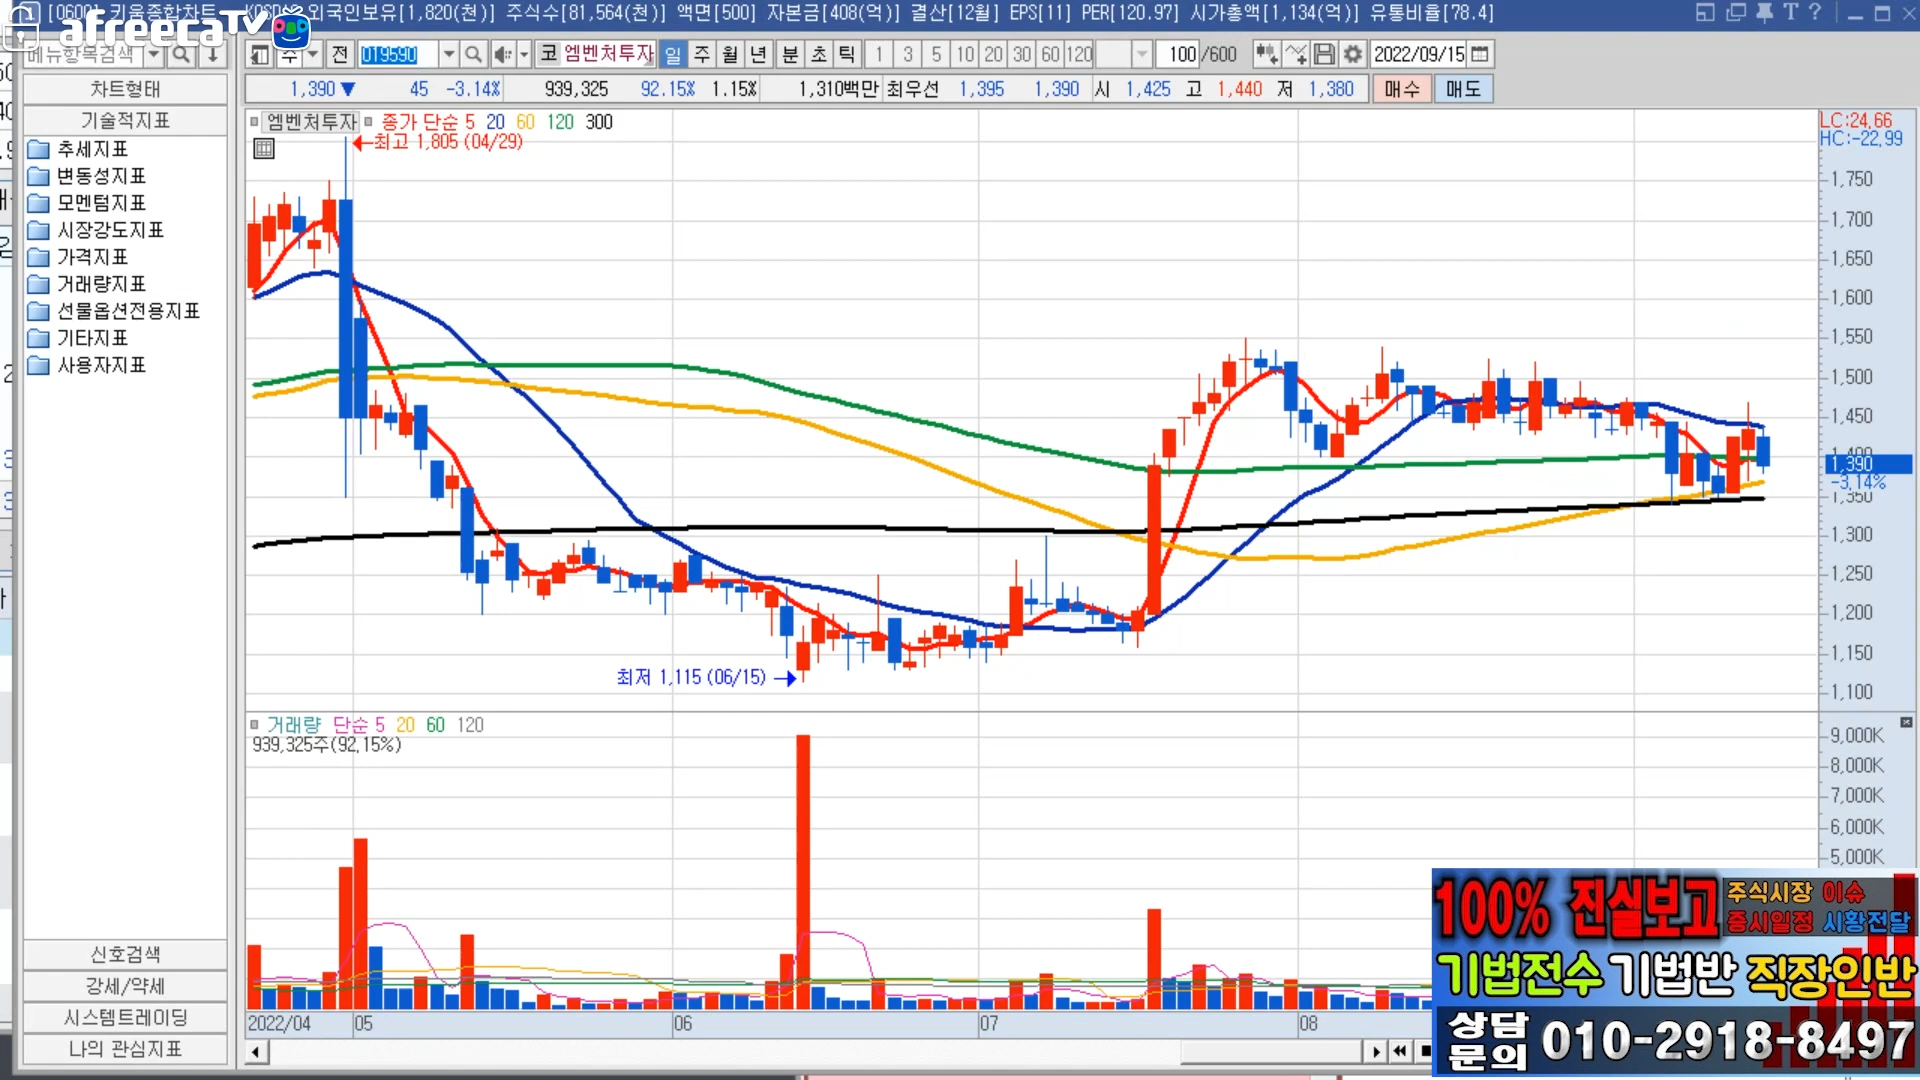 [0600] 키움종합차트 - KOSDAQ 외국인보유[1,820(천)] 주식수[81,564(천)] 액면[500] 자본금[408(억)] 결산[12월] EPS[11] PER[120.97] 시가총액[1,134(억)] 유통비율[78.4]
afreecaTV
메뉴항목검색
주 전 019590 코 엠벤처투자 일 주 월 년 분 초 틱 1 3 5 10 20 30 60 120 100 /600 2022/09/15
1,390 ▼ 45 -3.14% 939,325 92.15% 1.15% 1,310백만 최우선 1,395 1,390 시 1,425 고 1,440 저 1,380 매수 매도
차트형태
기술적지표
추세지표
변동성지표
모멘텀지표
시장강도지표
가격지표
거래량지표
선물옵션전용지표
기타지표
사용자지표
신호검색
강세/약세
시스템트레이딩
나의 관심지표
엠벤처투자 종가 단순 5 20 60 120 300
최고 1,805 (04/29)
최저 1,115 (06/15)
LC:24,66
HC:-22,99
1,750
1,700
1,650
1,600
1,550
1,500
1,450
1,400
1,390
-3,14%
1,350
1,300
1,250
1,200
1,150
1,100
거래량 단순 5 20 60 120
939,325주(92,15%)
9,000K
8,000K
7,000K
6,000K
5,000K
2022/04 05 06 07 08
100% 진실보고 주식시장 이슈
증시일정 시황전달
기법전수 기법반 직장인반
상담문의 010-2918-8497